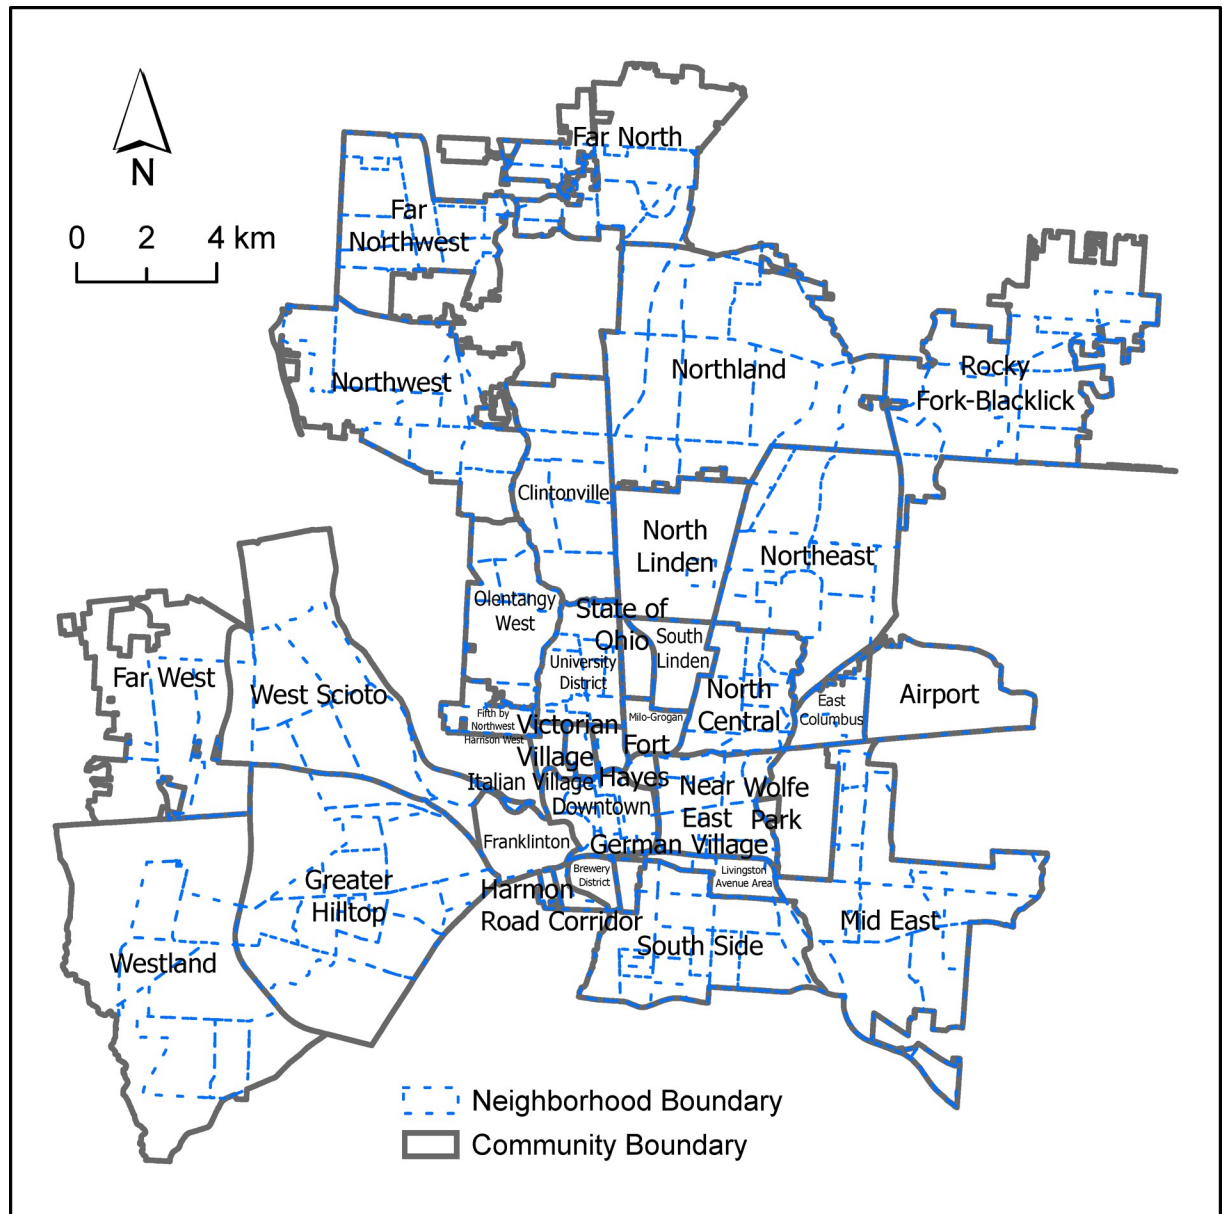 Far North
N
Far
Northwest
0 2 4 km
Rocky
Fork-Blacklick
Northland
Northwest
Clintonville
North
Linden
Northeast
Olentangy
West
State of
Ohio
South
Linden
University
District
Far West
West Scioto
North
Central
East
Columbus
Airport
Fifth by
Northwest
Harrison West
Milo-Grogan
Victorian
Village
Fort
Hayes
Italian Village
Downtown
Near
East
Wolfe
Park
Franklinton
German Village
Brewery
District
Livingston
Avenue Area
Greater
Hilltop
Harmon
Road Corridor
Mid East
South Side
Westland
Neighborhood Boundary
Community Boundary